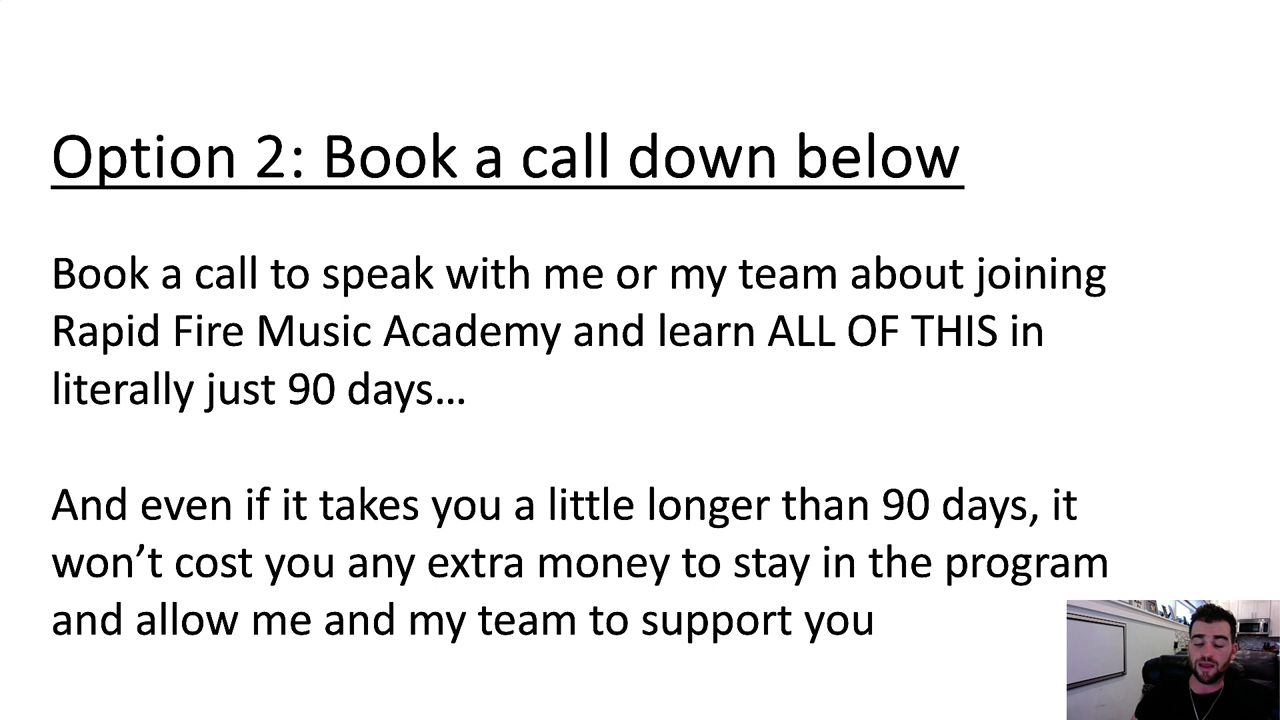 Option 2: Book a call down below
Book a call to speak with me or my team about joining
Rapid Fire Music Academy and learn ALL OF THIS in
literally just 90 days…
And even if it takes you a little longer than 90 days, it
won’t cost you any extra money to stay in the program
and allow me and my team to support you